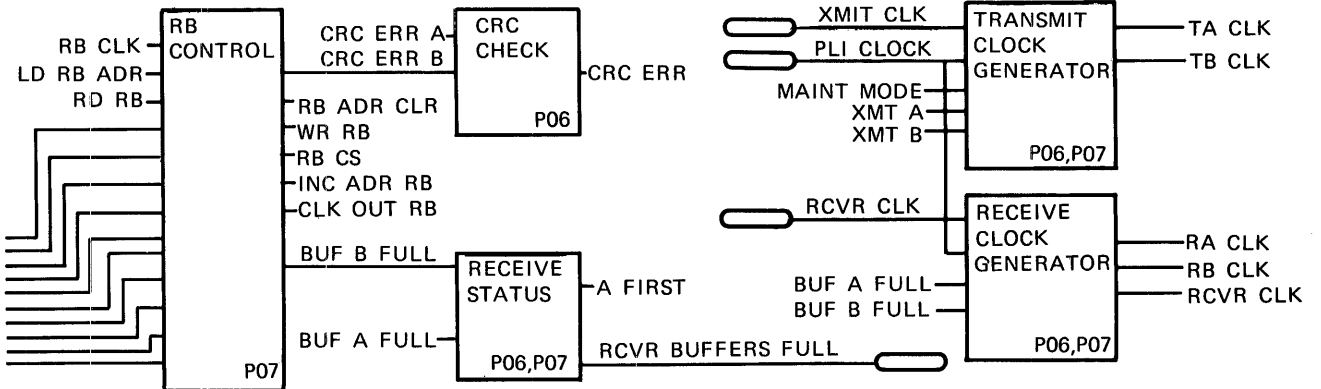 RB
CONTROL
RB CLK
LD RB ADR
RD RB
P07
CRC ERR A
CRC ERR B
CRC
CHECK
P06
CRC ERR
RB ADR CLR
WR RB
RB CS
INC ADR RB
CLK OUT RB
BUF B FULL
BUF A FULL
RECEIVE
STATUS
P06,P07
A FIRST
RCVR BUFFERS FULL
XMIT CLK
PLI CLOCK
MAINT MODE
XMT A
XMT B
TRANSMIT
CLOCK
GENERATOR
P06,P07
TA CLK
TB CLK
RCVR CLK
BUF A FULL
BUF B FULL
RECEIVE
CLOCK
GENERATOR
P06,P07
RA CLK
RB CLK
RCVR CLK